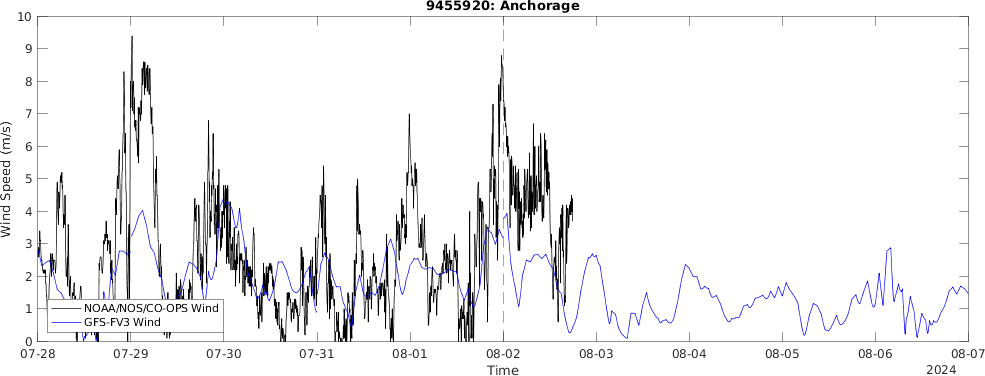 9455920: Anchorage
Wind Speed (m/s)
10
9
8
7
6
5
4
3
2
1
0
NOAA/NOS/CO-OPS Wind
GFS-FV3 Wind
07-28 07-29 07-30 07-31 08-01 08-02 08-03 08-04 08-05 08-06 08-07
Time
2024